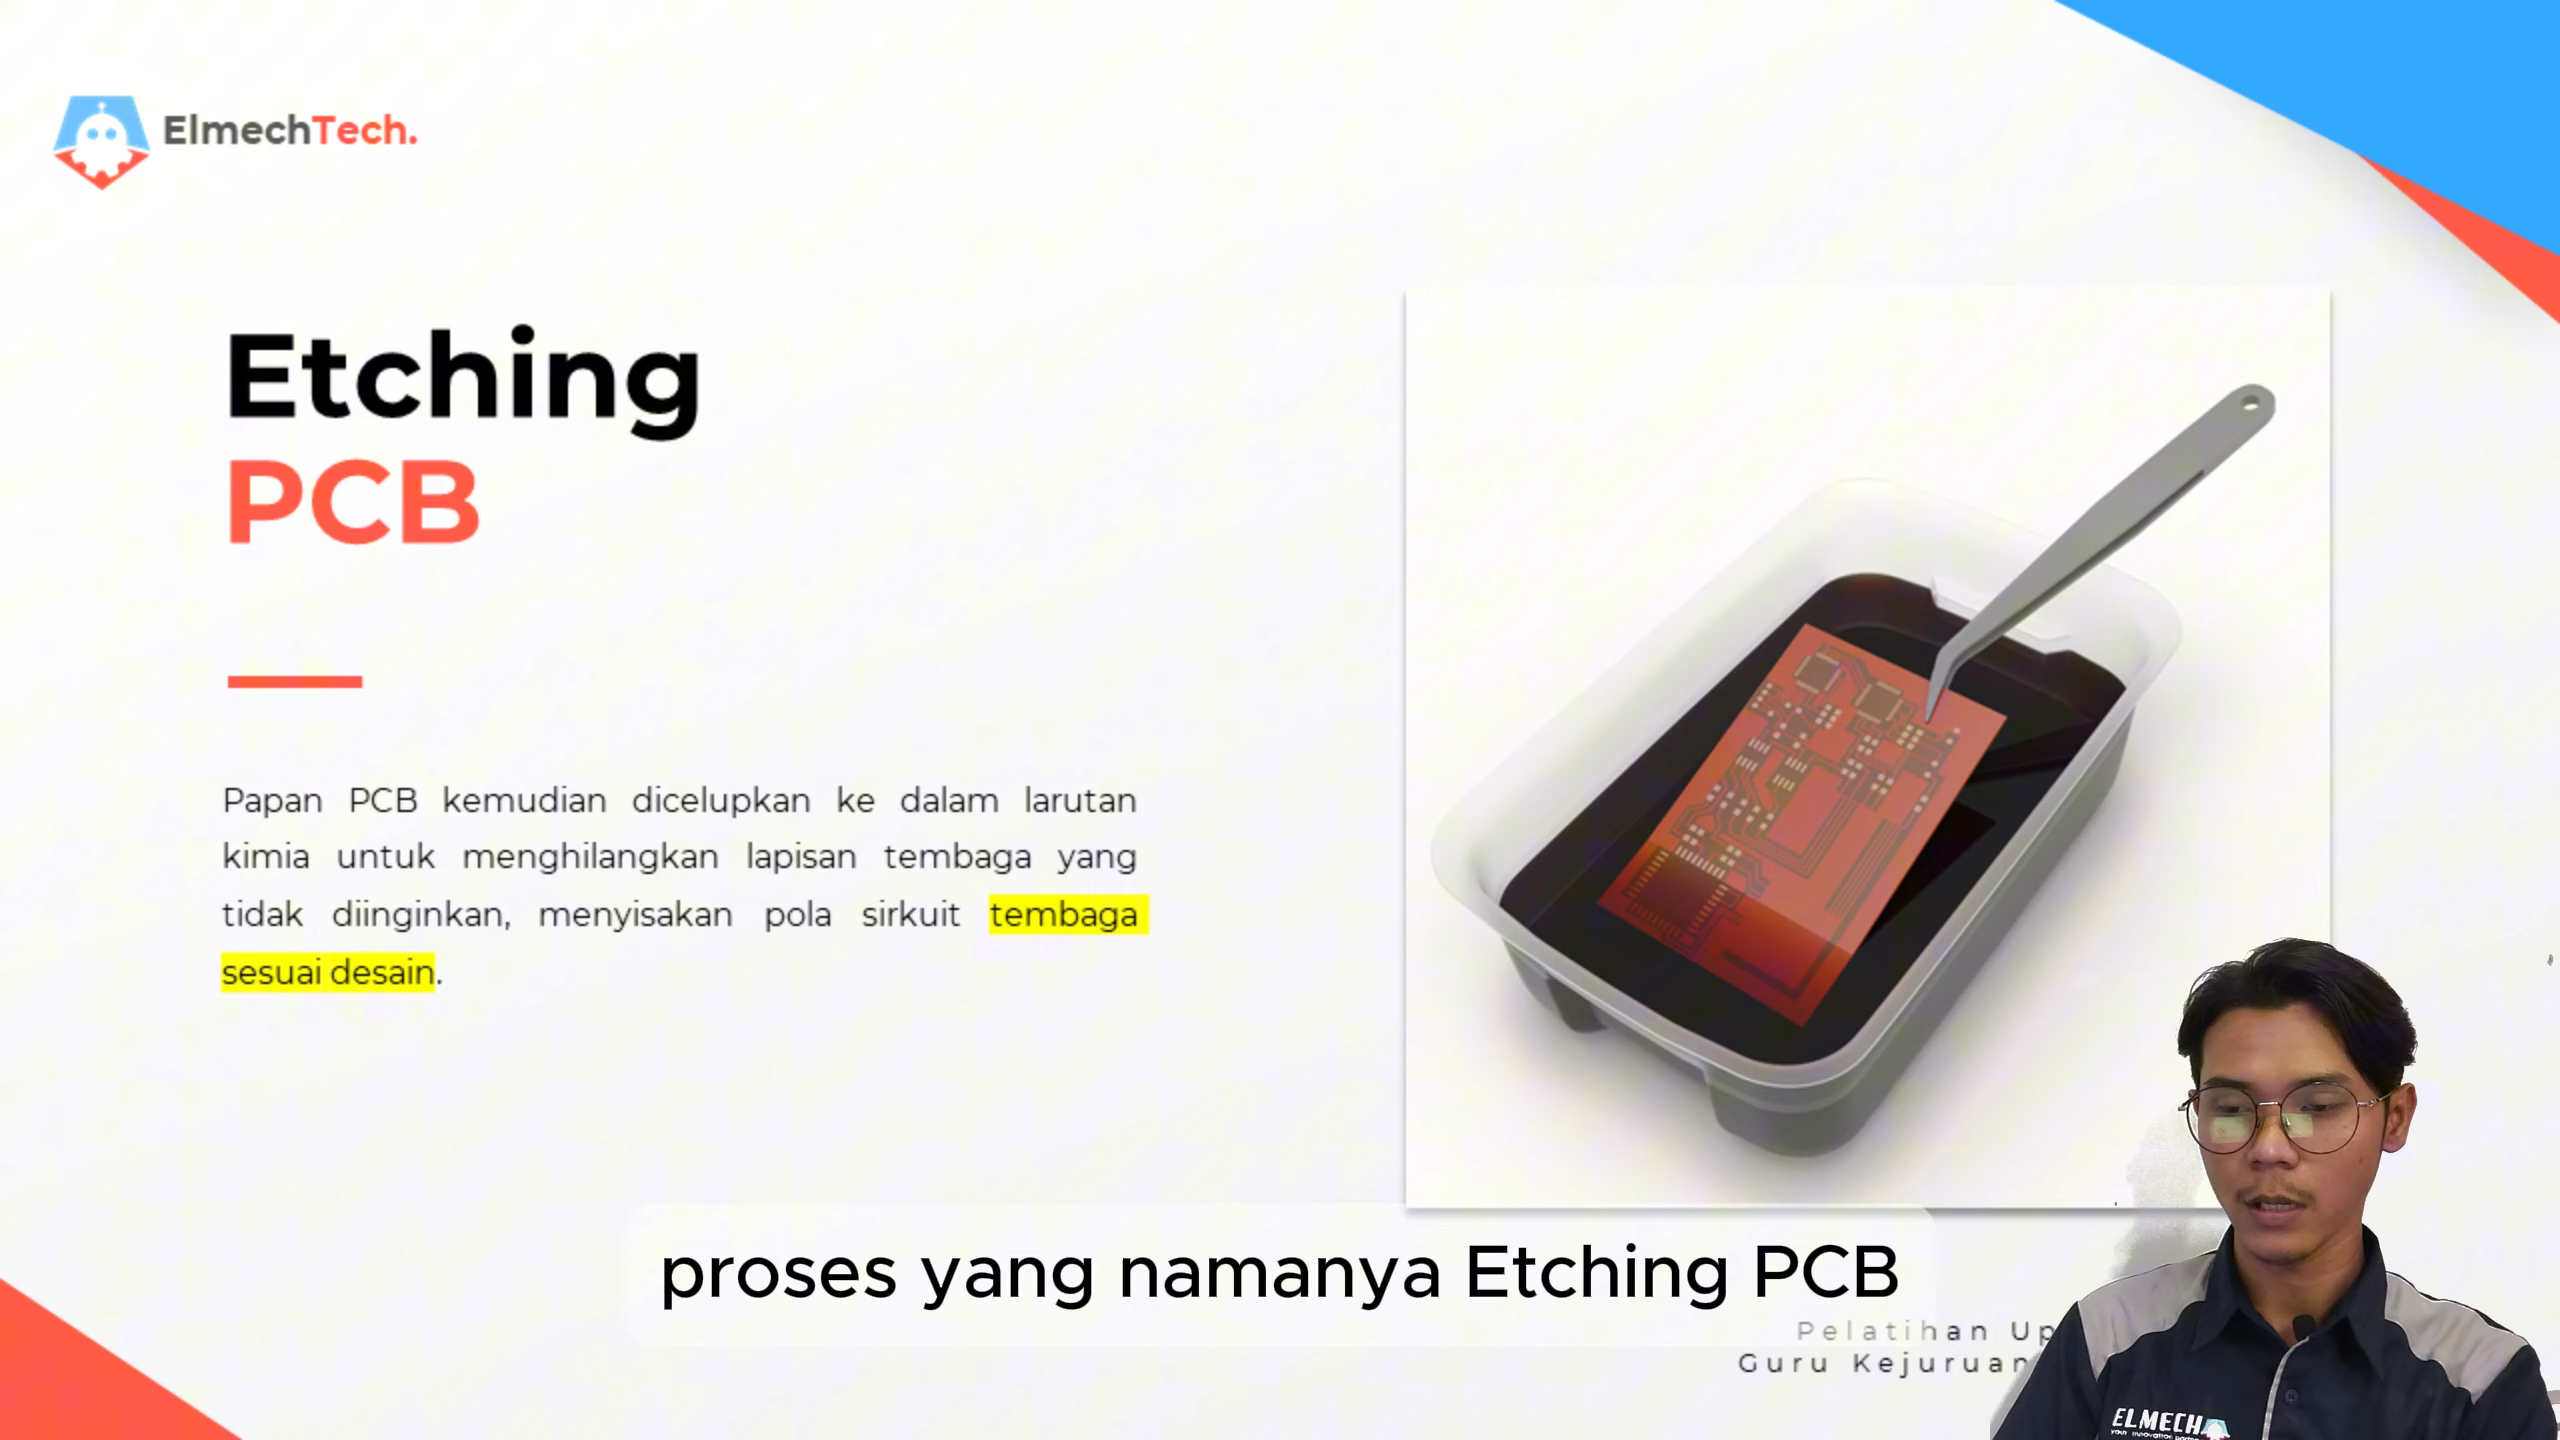 ElmechTech.
Etching
PCB
Papan PCB kemudian dicelupkan ke dalam larutan
kimia untuk menghilangkan lapisan tembaga yang
tidak diinginkan, menyisakan pola sirkuit tembaga
sesuai desain.
proses yang namanya Etching PCB
Pelatihan Up
Guru Kejuruan
ELMECH